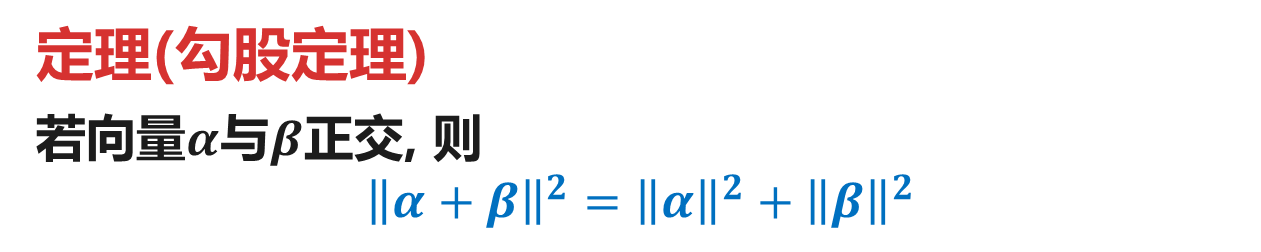 定理(勾股定理)
若向量α与β正交, 则
‖α + β‖² = ‖α‖² + ‖β‖²